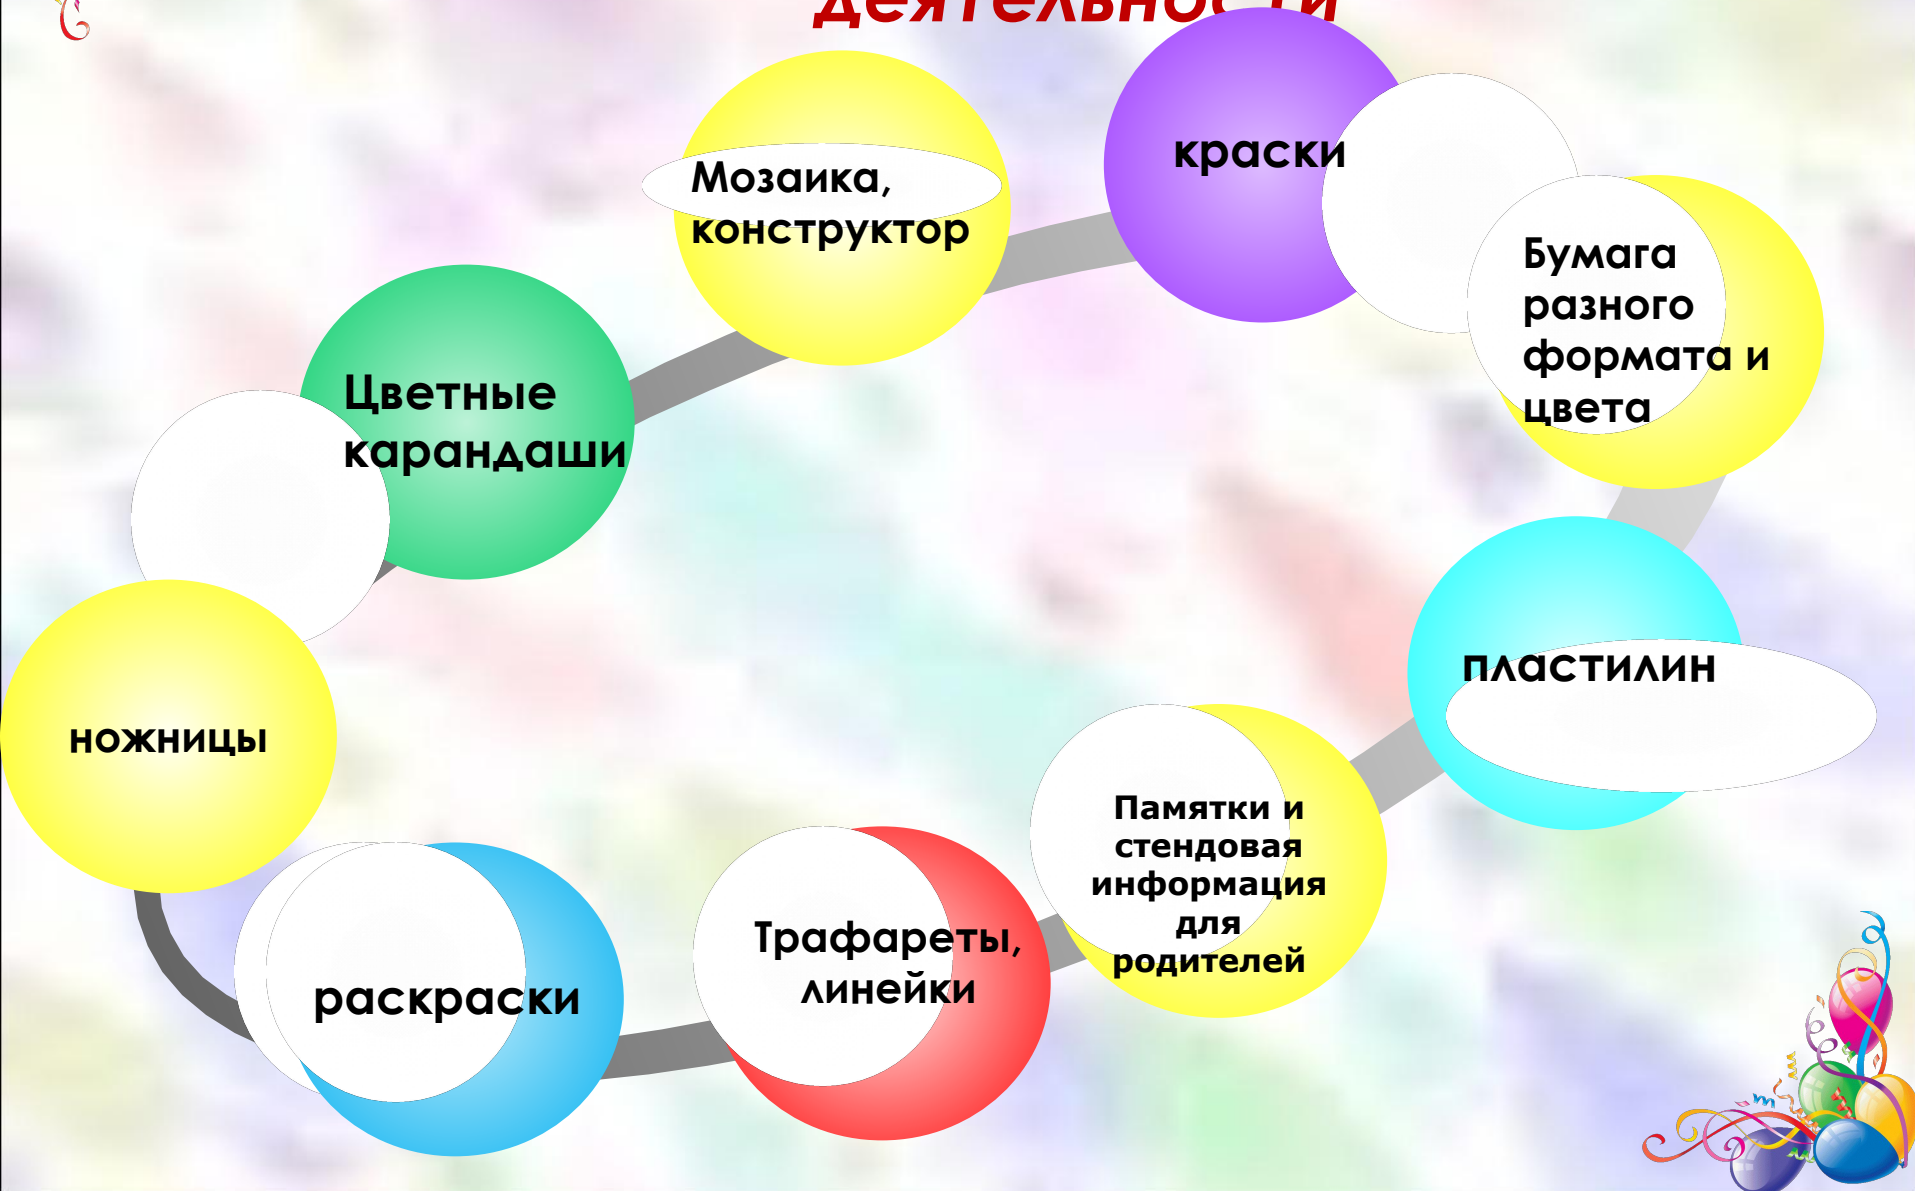 деятельности
Мозаика,
конструктор
краски
Бумага
разного
формата и
цвета
Цветные
карандаши
пластилин
ножницы
Памятки и
стендовая
информация
для
родителей
Трафареты,
линейки
раскраски